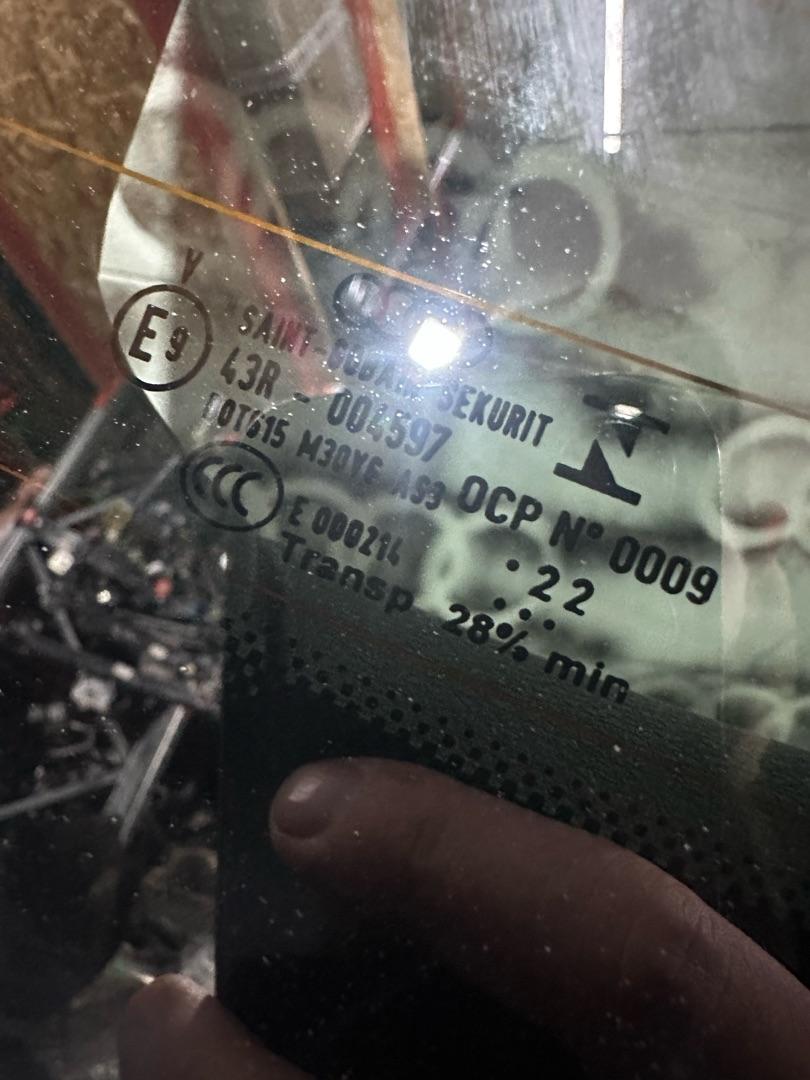 V
E9
SAINT-GOBAIN SEKURIT
43R - 004597
DOT615 M30Y6 AS3
OCP N° 0009
CCC E 000214
.22
...
Transp. 28% min